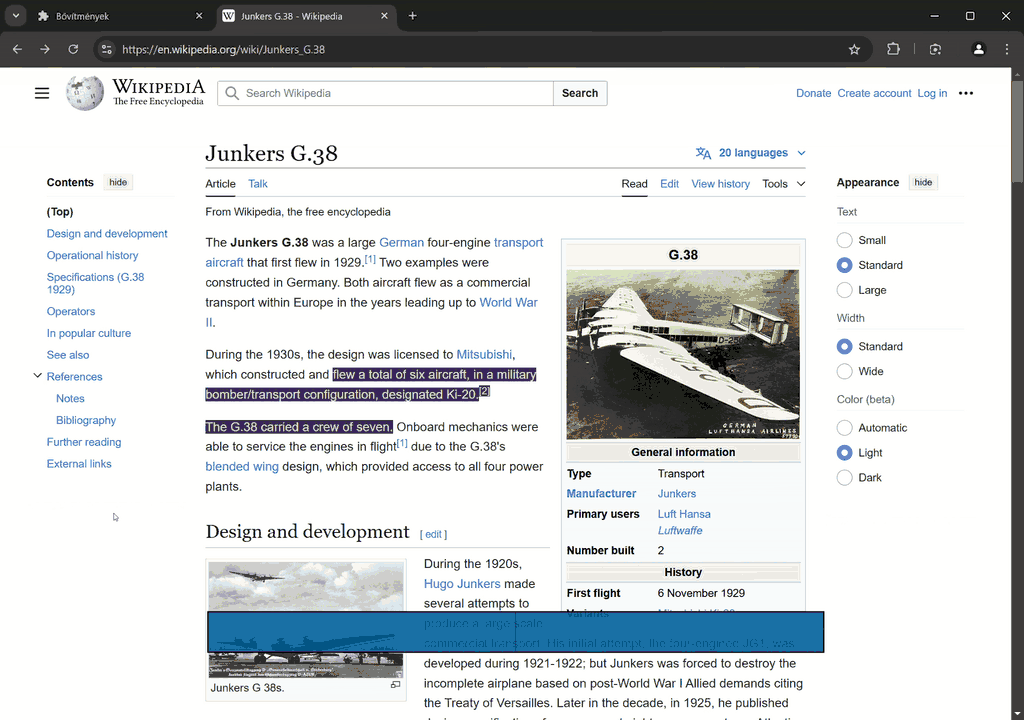 Bővítmények
Junkers G.38 - Wikipedia
https://en.wikipedia.org/wiki/Junkers_G.38
WIKIPEDIA
The Free Encyclopedia
Search Wikipedia
Search
Donate
Create account
Log in
Contents
hide
(Top)
Design and development
Operational history
Specifications (G.38
1929)
Operators
In popular culture
See also
References
Notes
Bibliography
Further reading
External links
Junkers G.38
20 languages
Article
Talk
Read
Edit
View history
Tools
From Wikipedia, the free encyclopedia
The Junkers G.38 was a large German four-engine transport
aircraft that first flew in 1929.[1] Two examples were
constructed in Germany. Both aircraft flew as a commercial
transport within Europe in the years leading up to World War
II.
During the 1930s, the design was licensed to Mitsubishi,
which constructed and flew a total of six aircraft, in a military
bomber/transport configuration, designated Ki-20.[2]
The G.38 carried a crew of seven. Onboard mechanics were
able to service the engines in flight[1] due to the G.38's
blended wing design, which provided access to all four power
plants.
G.38
GERMAN
LUFTHANSA AIRLINES
General information
Type Transport
Manufacturer Junkers
Primary users Luft Hansa
Luftwaffe
Number built 2
History
First flight 6 November 1929
Design and development [ edit ]
Junkers G 38s.
During the 1920s,
Hugo Junkers made
several attempts to
produce a large scale
commercial transport. His initial attempt, the four-engined JG1, was
developed during 1921-1922; but Junkers was forced to destroy the
incomplete airplane based on post-World War I Allied demands citing
the Treaty of Versailles. Later in the decade, in 1925, he published
Appearance
hide
Text
Small
Standard
Large
Width
Standard
Wide
Color (beta)
Automatic
Light
Dark